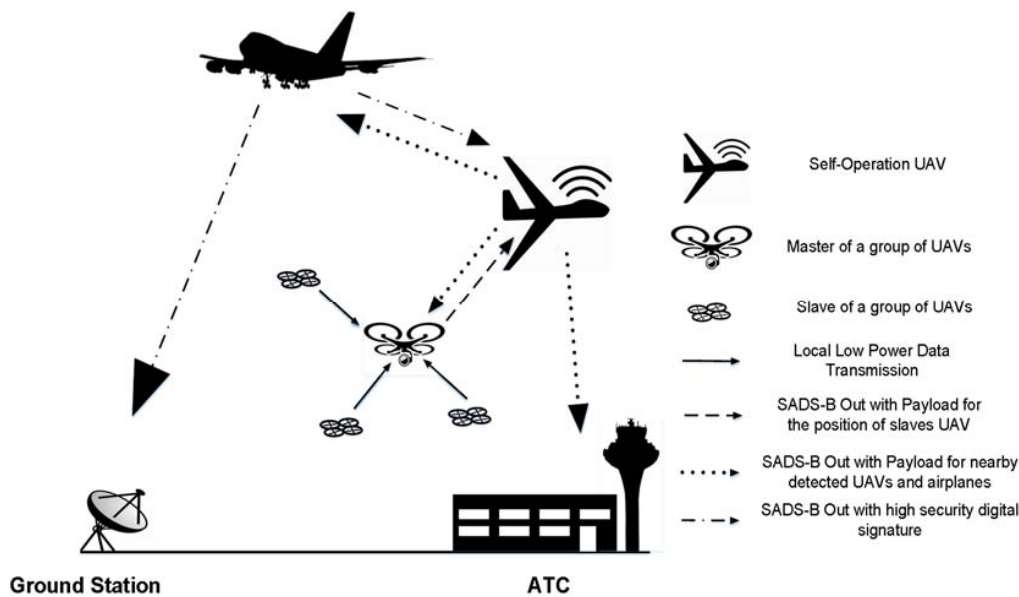 Self-Operation UAV
Master of a group of UAVs
Slave of a group of UAVs
Local Low Power Data
Transmission
SADS-B Out with Payload for
the position of slaves UAV
SADS-B Out with Payload for nearby
detected UAVs and airplanes
SADS-B Out with high security digital
signature
Ground Station
ATC